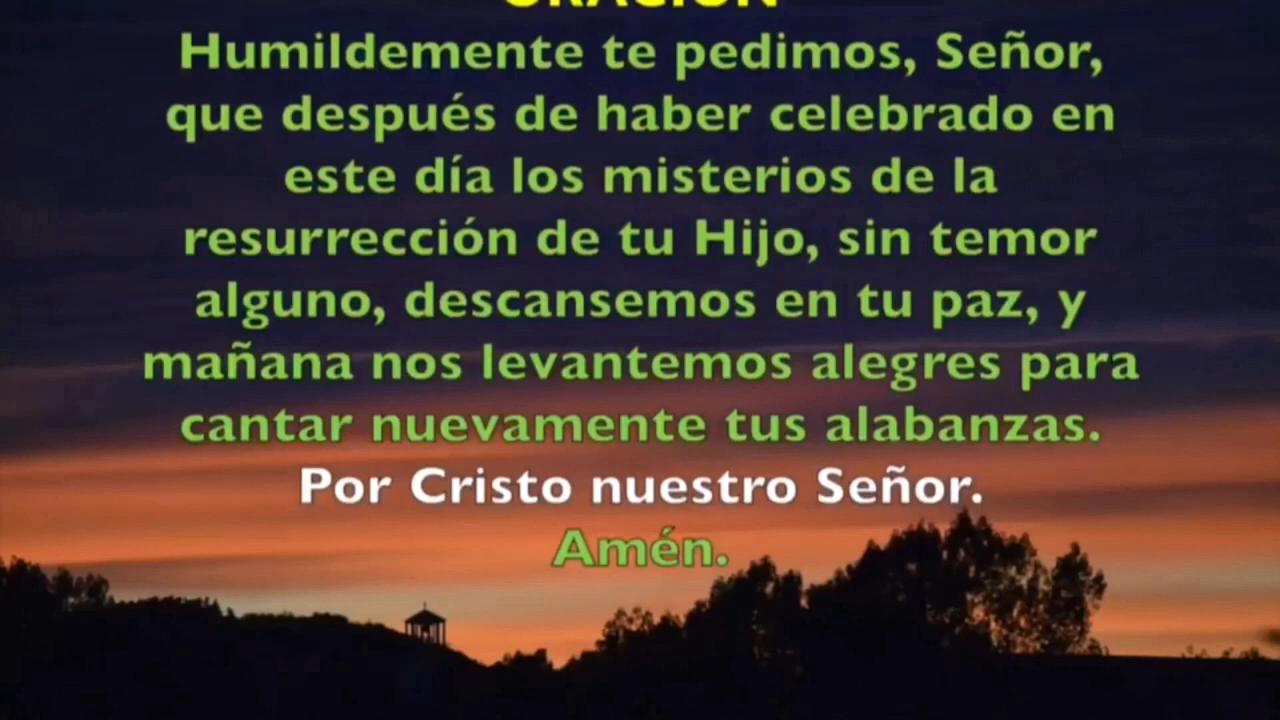 ORACIÓN
Humildemente te pedimos, Señor,
que después de haber celebrado en
este día los misterios de la
resurrección de tu Hijo, sin temor
alguno, descansemos en tu paz, y
mañana nos levantemos alegres para
cantar nuevamente tus alabanzas.
Por Cristo nuestro Señor.
Amén.